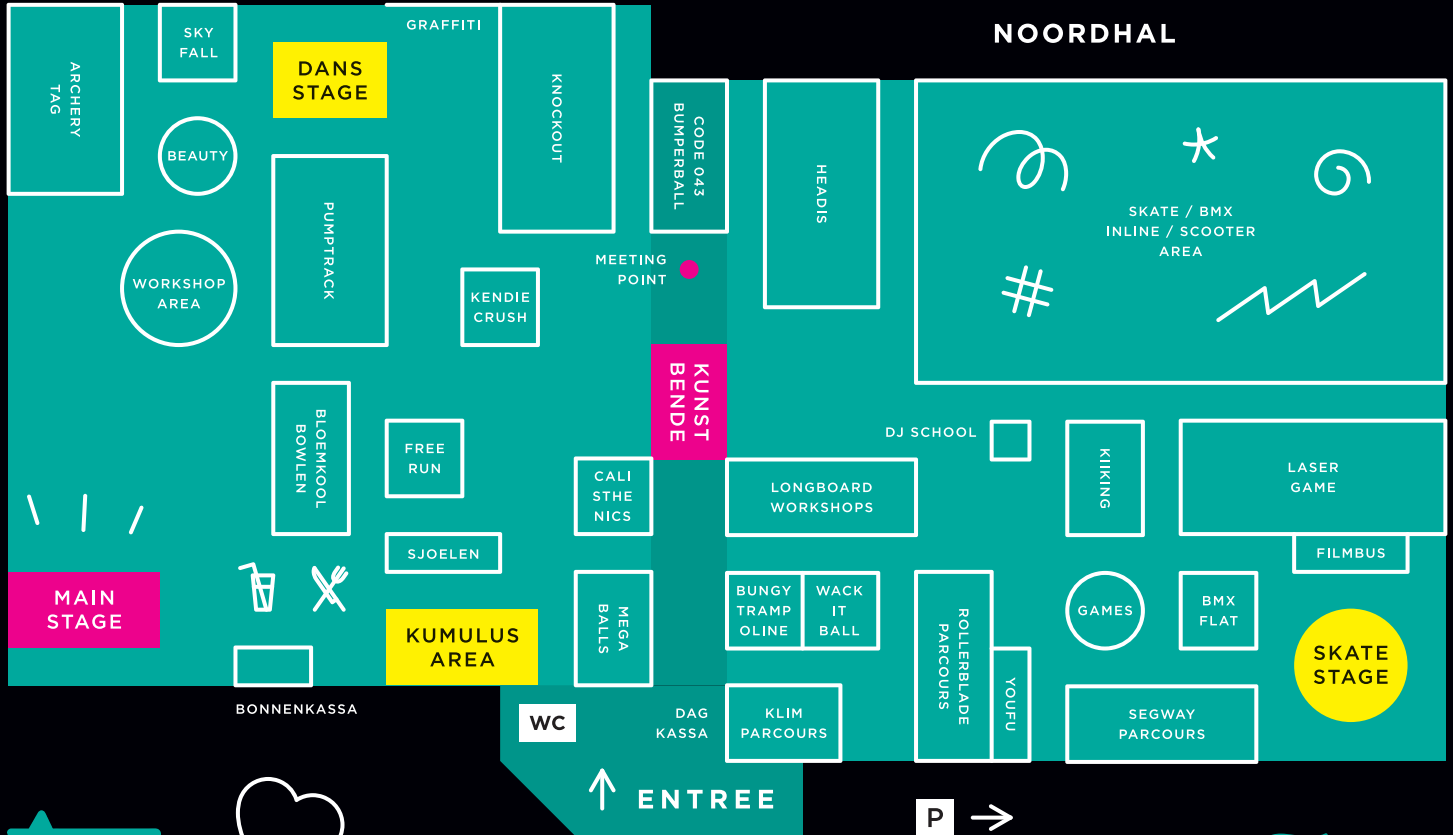 NOORDHAL
ARCHERY
TAG
SKY
FALL
DANS
STAGE
GRAFFITI
KNOCKOUT
BEAUTY
PUMPTRACK
WORKSHOP
AREA
KENDIE
CRUSH
CODE 043
BUMPERBALL
MEETING
POINT
HEADIS
SKATE / BMX
INLINE / SCOOTER
AREA
#
KUNST
BENDE
BLOEMKOOL
BOWLEN
FREE
RUN
CALI
STHE
NICS
LONGBOARD
WORKSHOPS
DJ SCHOOL
KIIKING
LASER
GAME
FILMBUS
SJOELEN
MAIN
STAGE
KUMULUS
AREA
MEGA
BALLS
BUNGY
TRAMP
OLINE
WACK
IT
BALL
ROLLERBLADE
PARCOURS
YOUFU
GAMES
BMX
FLAT
SKATE
STAGE
SEGWAY
PARCOURS
BONNENKASSA
WC
DAG
KASSA
KLIM
PARCOURS
ENTREE
P